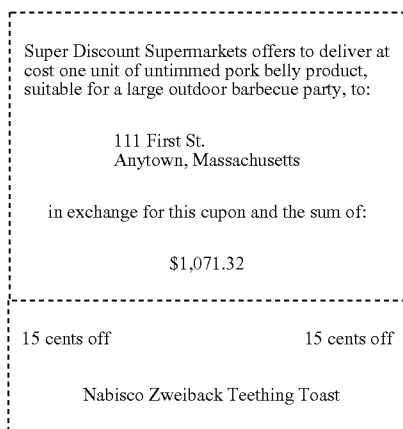 Super Discount Supermarkets offers to deliver at
cost one unit of untimmed pork belly product,
suitable for a large outdoor barbecue party, to:
111 First St.
Anytown, Massachusetts
in exchange for this cupon and the sum of:
$1,071.32
15 cents off 15 cents off
Nabisco Zweiback Teething Toast